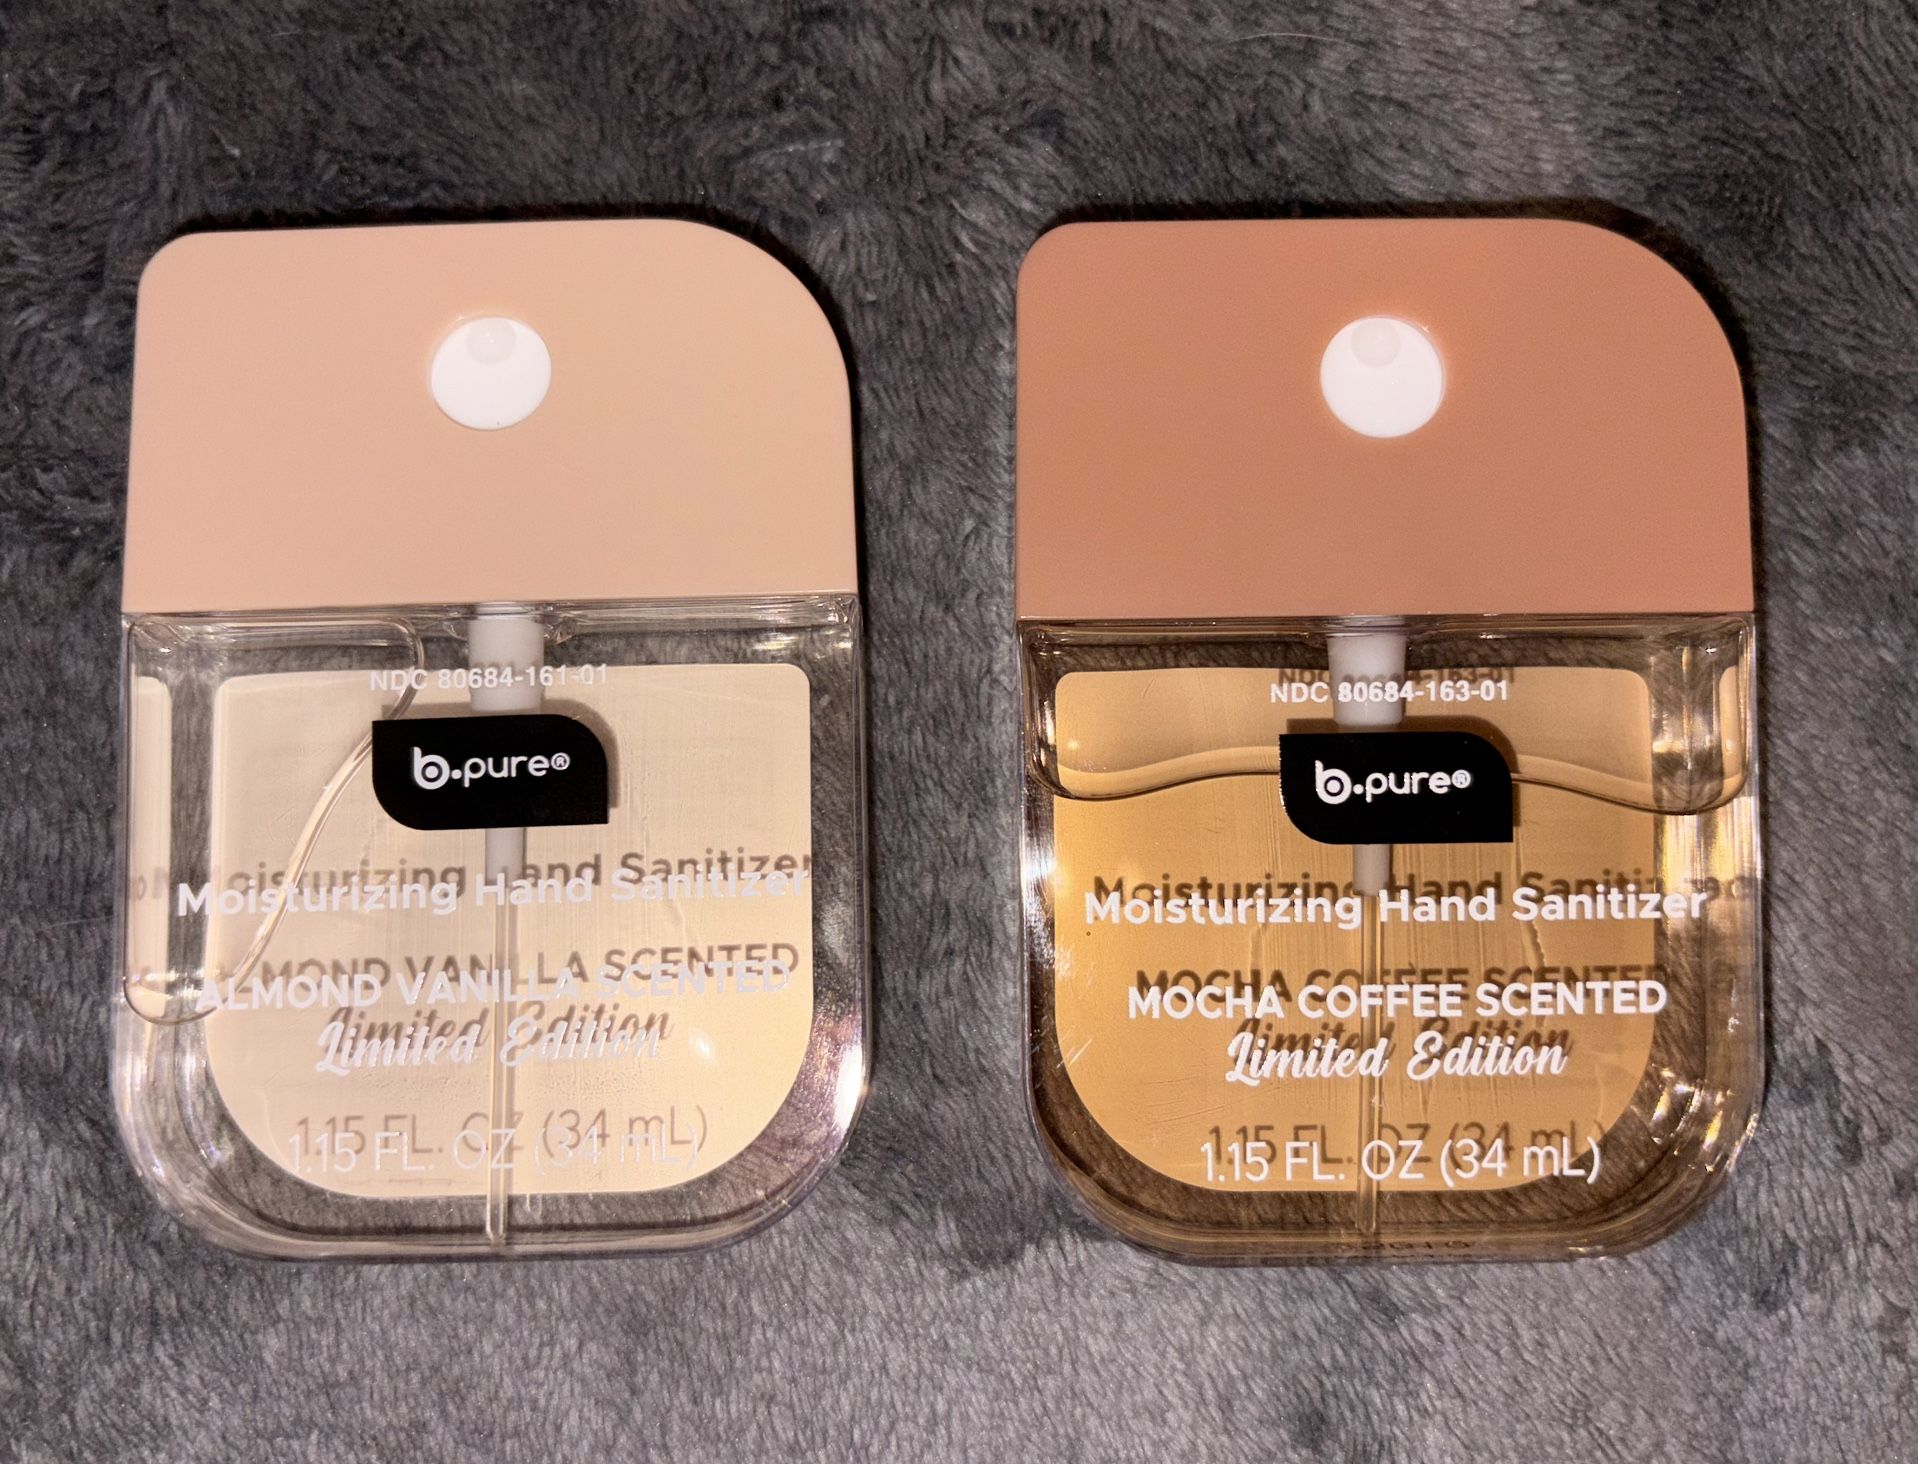 NDC 80684-161-01
b.pure®
Moisturizing Hand Sanitizer
ALMOND VANILLA SCENTED
Limited Edition
1.15 FL. OZ (34 mL)
NDC 80684-163-01
b.pure®
Moisturizing Hand Sanitizer
MOCHA COFFEE SCENTED
Limited Edition
1.15 FL. OZ (34 mL)